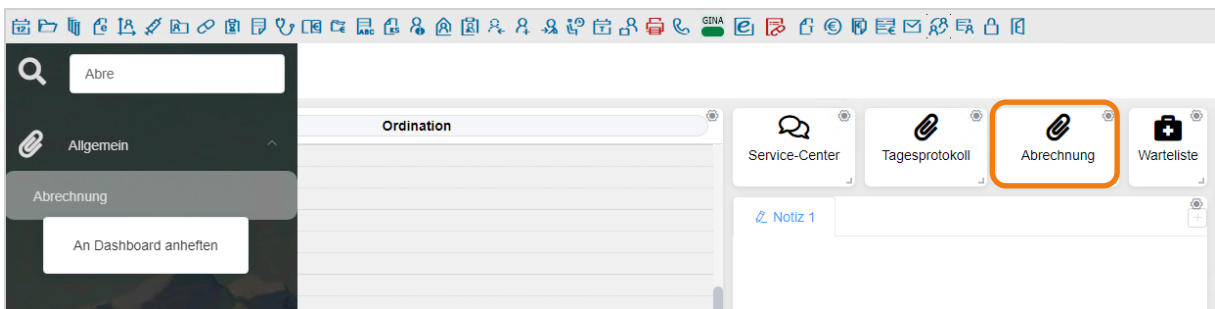 GINA
Abre
Allgemein
Abrechnung
An Dashboard anheften
Ordination
Service-Center
Tagesprotokoll
Abrechnung
Warteliste
Notiz 1